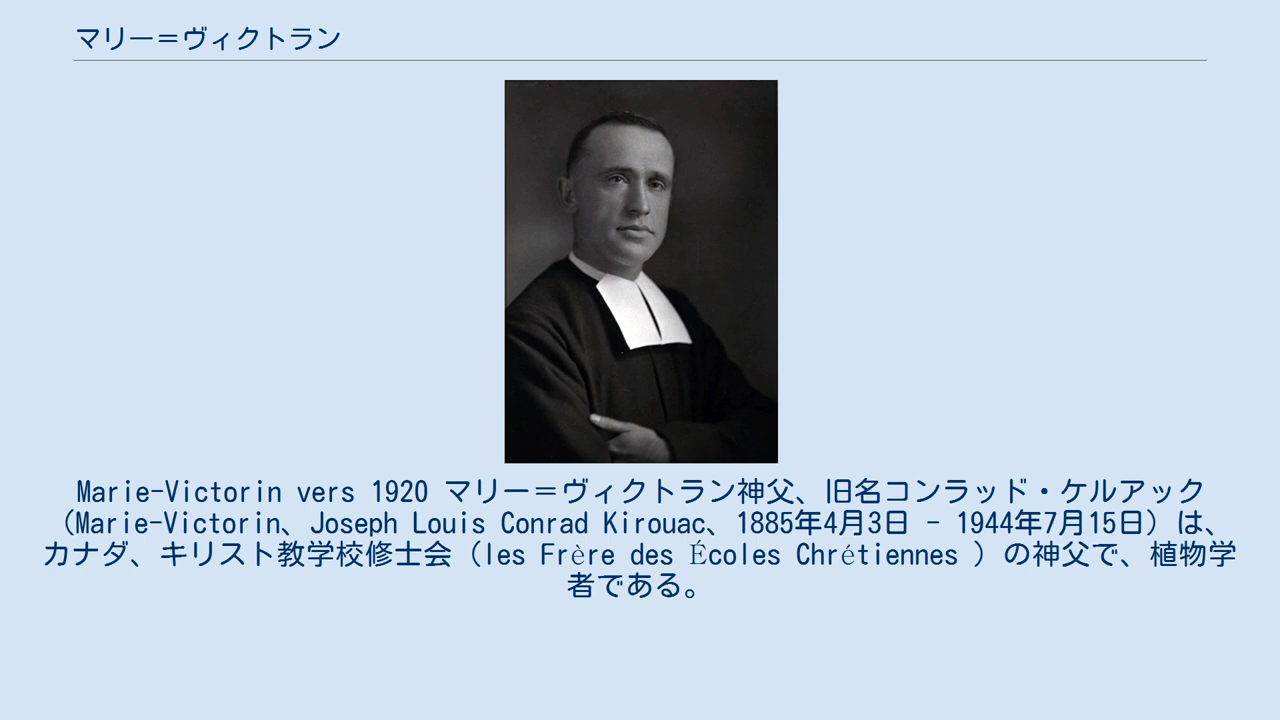 マリー＝ヴィクトラン
Marie-Victorin vers 1920 マリー＝ヴィクトラン神父、旧名コンラッド・ケルアック
（Marie-Victorin、Joseph Louis Conrad Kirouac、1885年4月3日 - 1944年7月15日）は、
カナダ、キリスト教学校修士会（les Frère des Écoles Chrétiennes ）の神父で、植物学
者である。